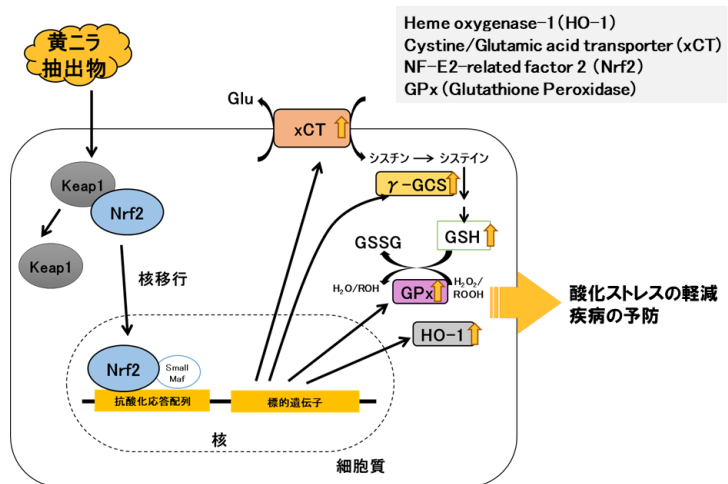 黄ニラ
抽出物
Heme oxygenase-1(HO-1)
Cystine/Glutamic acid transporter(xCT)
NF-E2-related factor 2 (Nrf2)
GPx(Glutathione Peroxidase)
Glu
xCT
シスチン → システイン
Keap1
γ-GCS
Nrf2
GSH
GSSG
Keap1
核移行
H₂O/ROH
GPx
H₂O₂/
ROOH
酸化ストレスの軽減
疾病の予防
HO-1
Nrf2
Small
Maf
抗酸化応答配列
標的遺伝子
核
細胞質